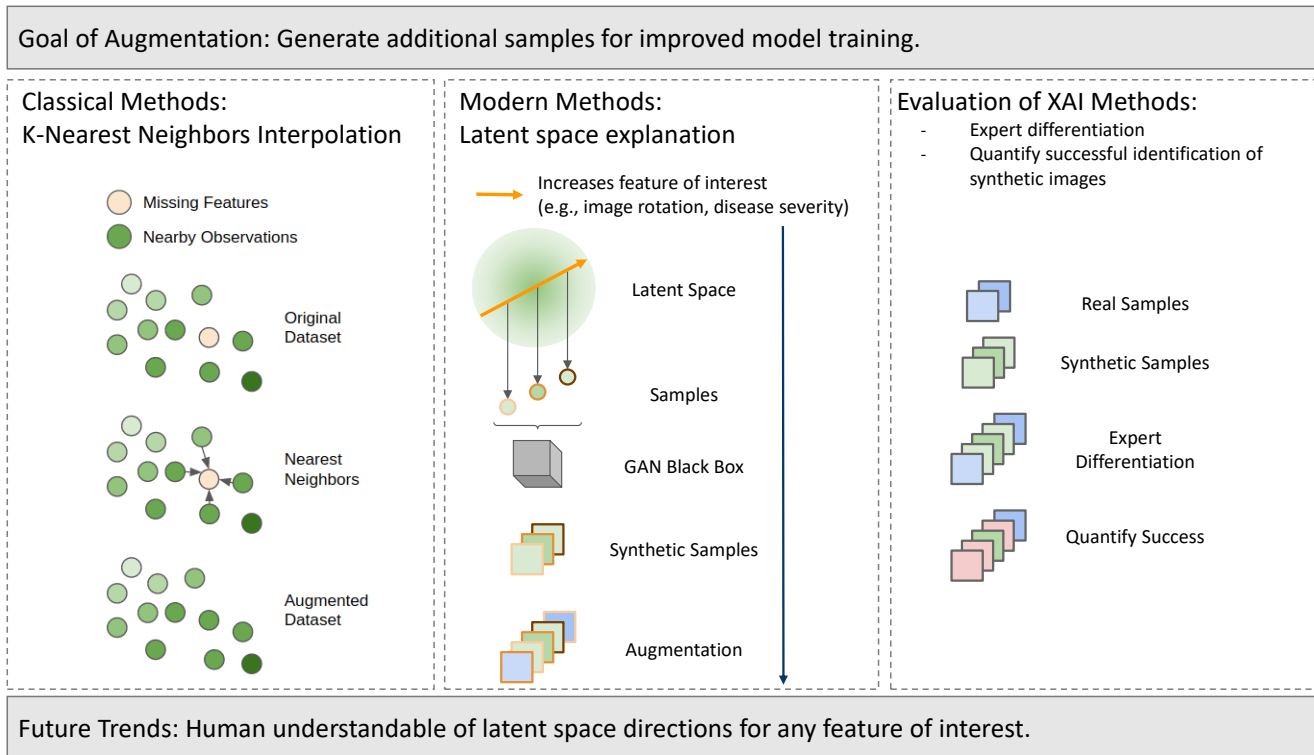 Goal of Augmentation: Generate additional samples for improved model training.
Classical Methods:
K-Nearest Neighbors Interpolation
Missing Features
Nearby Observations
Original
Dataset
Nearest
Neighbors
Augmented
Dataset
Modern Methods:
Latent space explanation
Increases feature of interest
(e.g., image rotation, disease severity)
Latent Space
Samples
GAN Black Box
Synthetic Samples
Augmentation
Evaluation of XAI Methods:
- Expert differentiation
- Quantify successful identification of
synthetic images
Real Samples
Synthetic Samples
Expert
Differentiation
Quantify Success
Future Trends: Human understandable of latent space directions for any feature of interest.